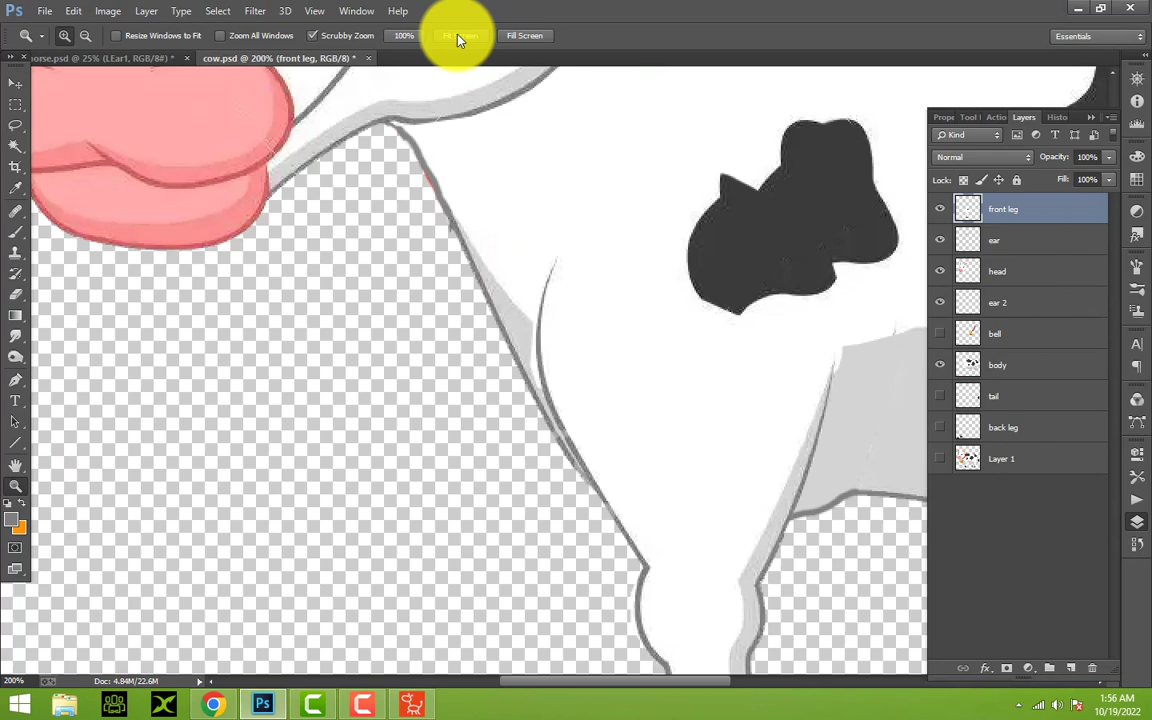 Ps File Edit Image Layer Type Select Filter 3D View Window Help
Resize Windows to Fit Zoom All Windows Scrubby Zoom 100% Fit Screen Fill Screen Essentials
horse.psd @ 25% (LEar1, RGB/8#) * × cow.psd @ 200% (front leg, RGB/8) * ×
Prope Tool Actio Layers Histo
Kind
Normal Opacity: 100%
Lock: Fill: 100%
front leg
ear
head
ear 2
bell
body
tail
back leg
Layer 1
200% Doc: 4.84M/22.6M
1:56 AM
10/19/2022